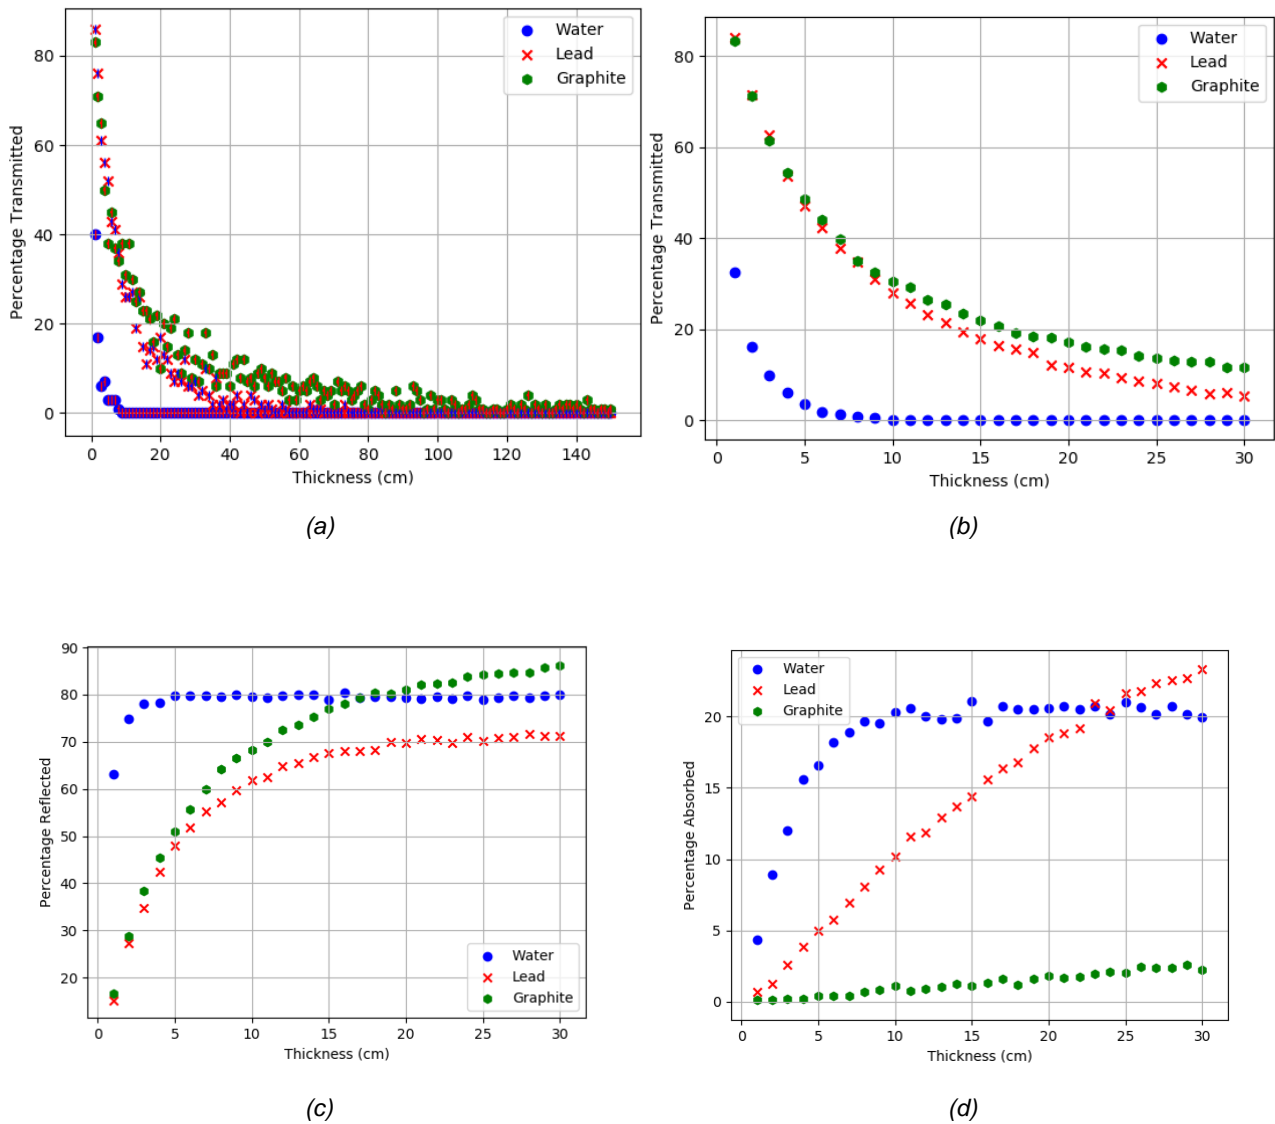 Percentage Transmitted
80
60
40
20
0
Water
Lead
Graphite
0 20 40 60 80 100 120 140
Thickness (cm)
(a)
Percentage Transmitted
80
60
40
20
0
Water
Lead
Graphite
0 5 10 15 20 25 30
Thickness (cm)
(b)
Percentage Reflected
90
80
70
60
50
40
30
20
Water
Lead
Graphite
0 5 10 15 20 25 30
Thickness (cm)
(c)
Percentage Absorbed
20
15
10
5
0
Water
Lead
Graphite
0 5 10 15 20 25 30
Thickness (cm)
(d)